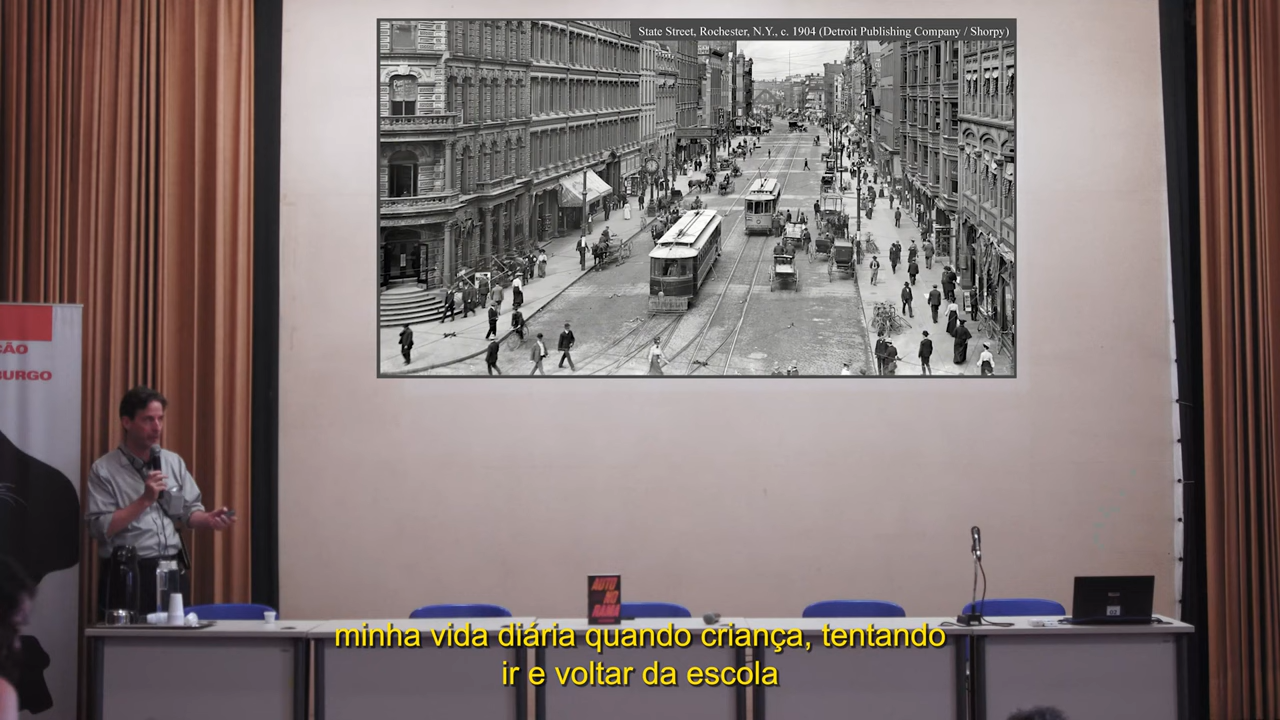 State Street, Rochester, N.Y., c. 1904 (Detroit Publishing Company / Shorpy)
ÃO
BURGO
AUTO
NO
RAMA
02
minha vida diária quando criança, tentando
ir e voltar da escola